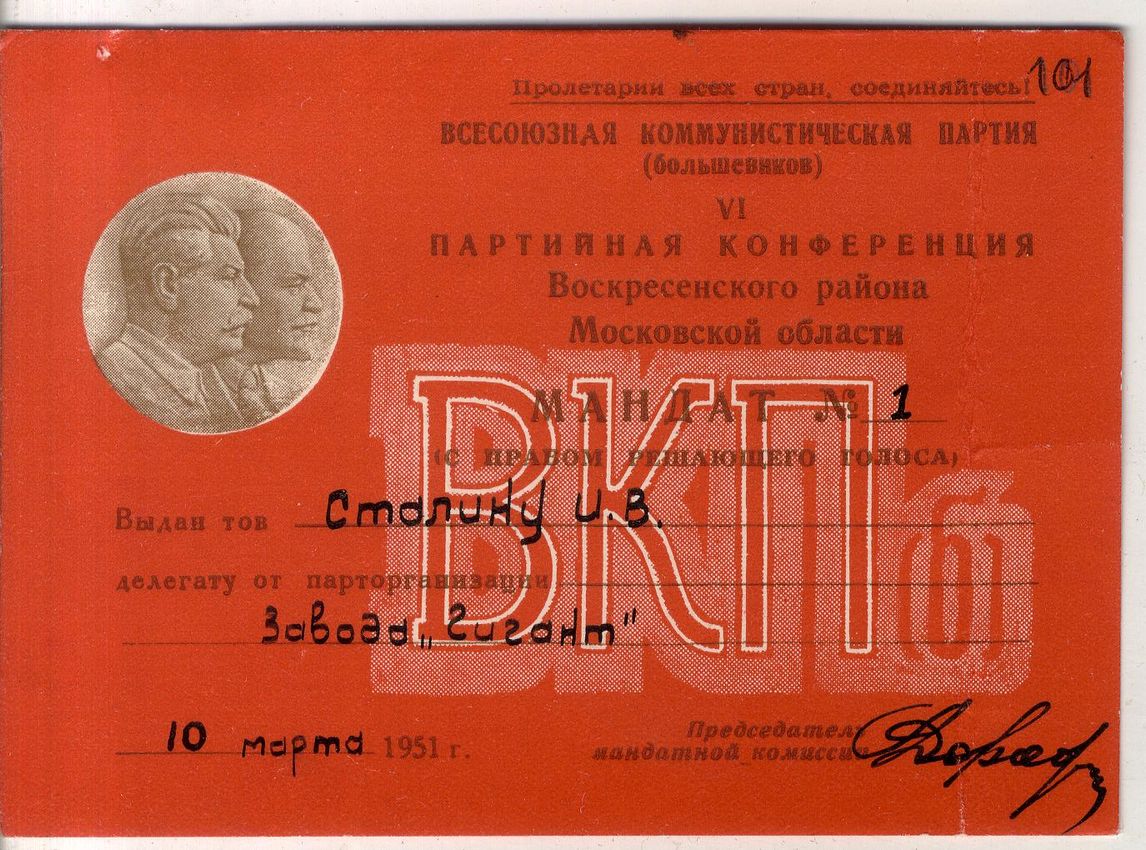 101
Пролетарии всех стран, соединяйтесь!
ВСЕСОЮЗНАЯ КОММУНИСТИЧЕСКАЯ ПАРТИЯ
(большевиков)
VI
ПАРТИЙНАЯ КОНФЕРЕНЦИЯ
Воскресенского района
Московской области
ВКП(б)
МАНДАТ № 1
(С ПРАВОМ РЕШАЮЩЕГО ГОЛОСА)
Выдан тов Сталину И.В.
делегату от парторганизации
Завода „Гигант"
10 марта 1951 г.
Председатель
мандатной комиссии